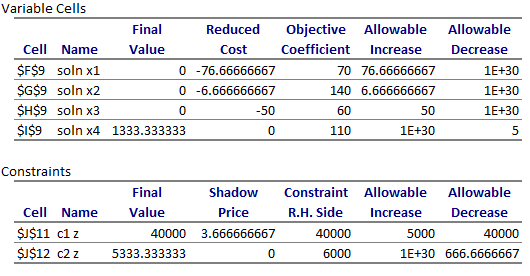 Variable Cells
Final Reduced Objective Allowable Allowable
Cell Name Value Cost Coefficient Increase Decrease
$F$9 soln x1 0 -76.66666667 70 76.66666667 1E+30
$G$9 soln x2 0 -6.666666667 140 6.666666667 1E+30
$H$9 soln x3 0 -50 60 50 1E+30
$I$9 soln x4 1333.333333 0 110 1E+30 5
Constraints
Final Shadow Constraint Allowable Allowable
Cell Name Value Price R.H. Side Increase Decrease
$J$11 c1 z 40000 3.666666667 40000 5000 40000
$J$12 c2 z 5333.333333 0 6000 1E+30 666.6666667